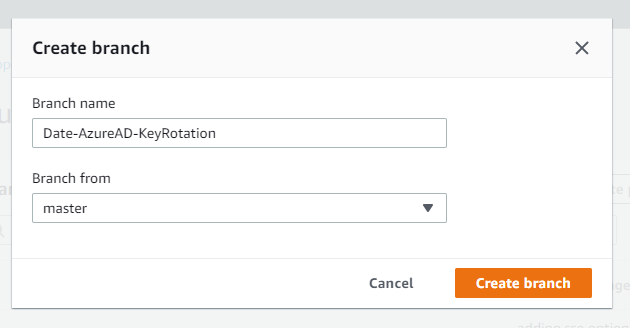 Create branch
Branch name
Date-AzureAD-KeyRotation
Branch from
master
Cancel
Create branch